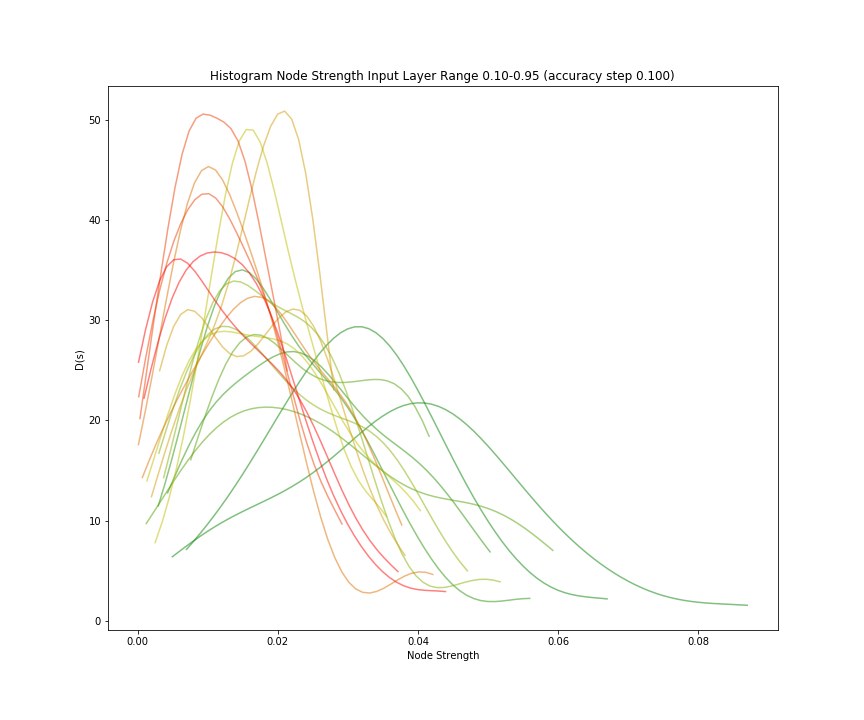 Histogram Node Strength Input Layer Range 0.10-0.95 (accuracy step 0.100)
50
40
30
20
10
0
D(s)
0.00 0.02 0.04 0.06 0.08
Node Strength